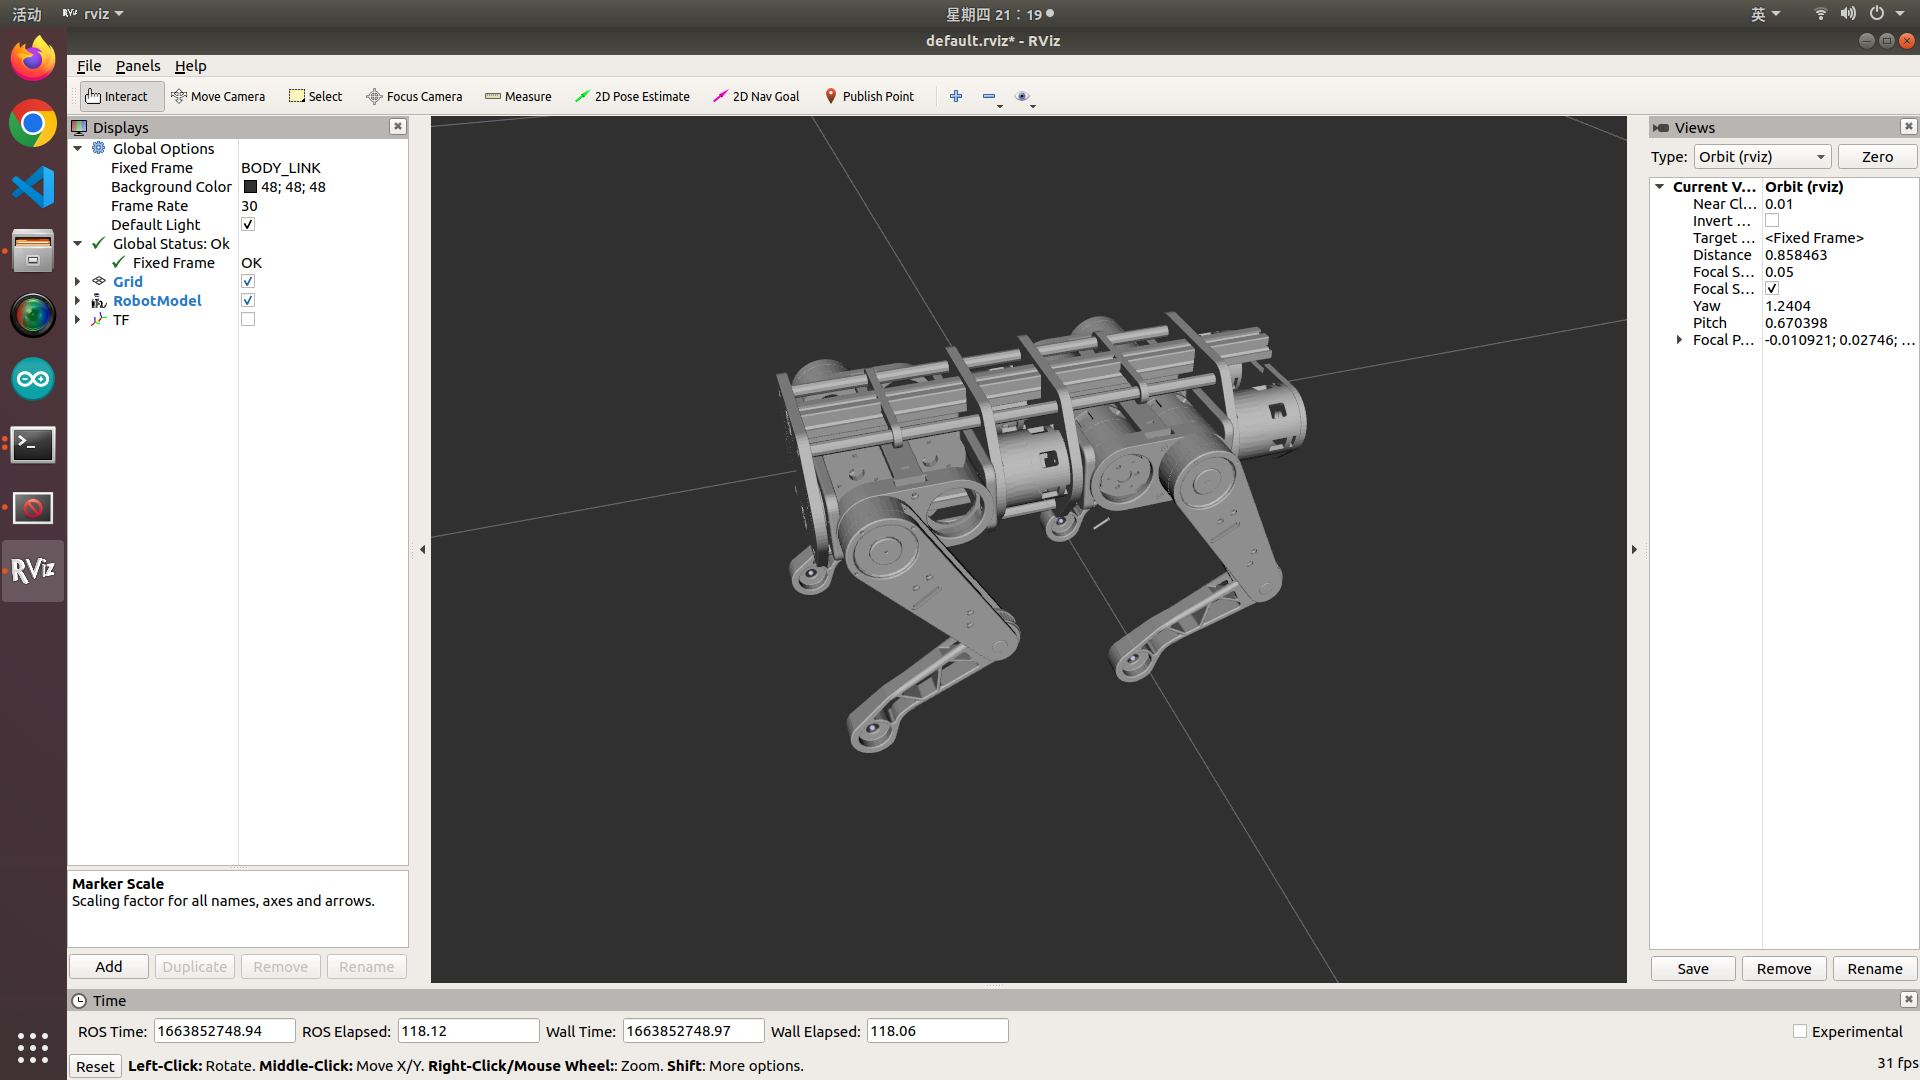 活动
RViz rviz
星期四 21：19
英
default.rviz* - RViz
File Panels Help
Interact Move Camera Select Focus Camera Measure 2D Pose Estimate 2D Nav Goal Publish Point
Displays
Global Options
Fixed Frame BODY_LINK
Background Color 48; 48; 48
Frame Rate 30
Default Light
Global Status: Ok
Fixed Frame OK
Grid
RobotModel
TF
Marker Scale
Scaling factor for all names, axes and arrows.
Add Duplicate Remove Rename
Views
Type: Orbit (rviz) Zero
Current V... Orbit (rviz)
Near Cl... 0.01
Invert ...
Target ... <Fixed Frame>
Distance 0.858463
Focal S... 0.05
Focal S...
Yaw 1.2404
Pitch 0.670398
Focal P... -0.010921; 0.02746; ...
Save Remove Rename
RViz
Time
ROS Time: 1663852748.94 ROS Elapsed: 118.12 Wall Time: 1663852748.97 Wall Elapsed: 118.06 Experimental
Reset Left-Click: Rotate. Middle-Click: Move X/Y. Right-Click/Mouse Wheel:: Zoom. Shift: More options. 31 fps